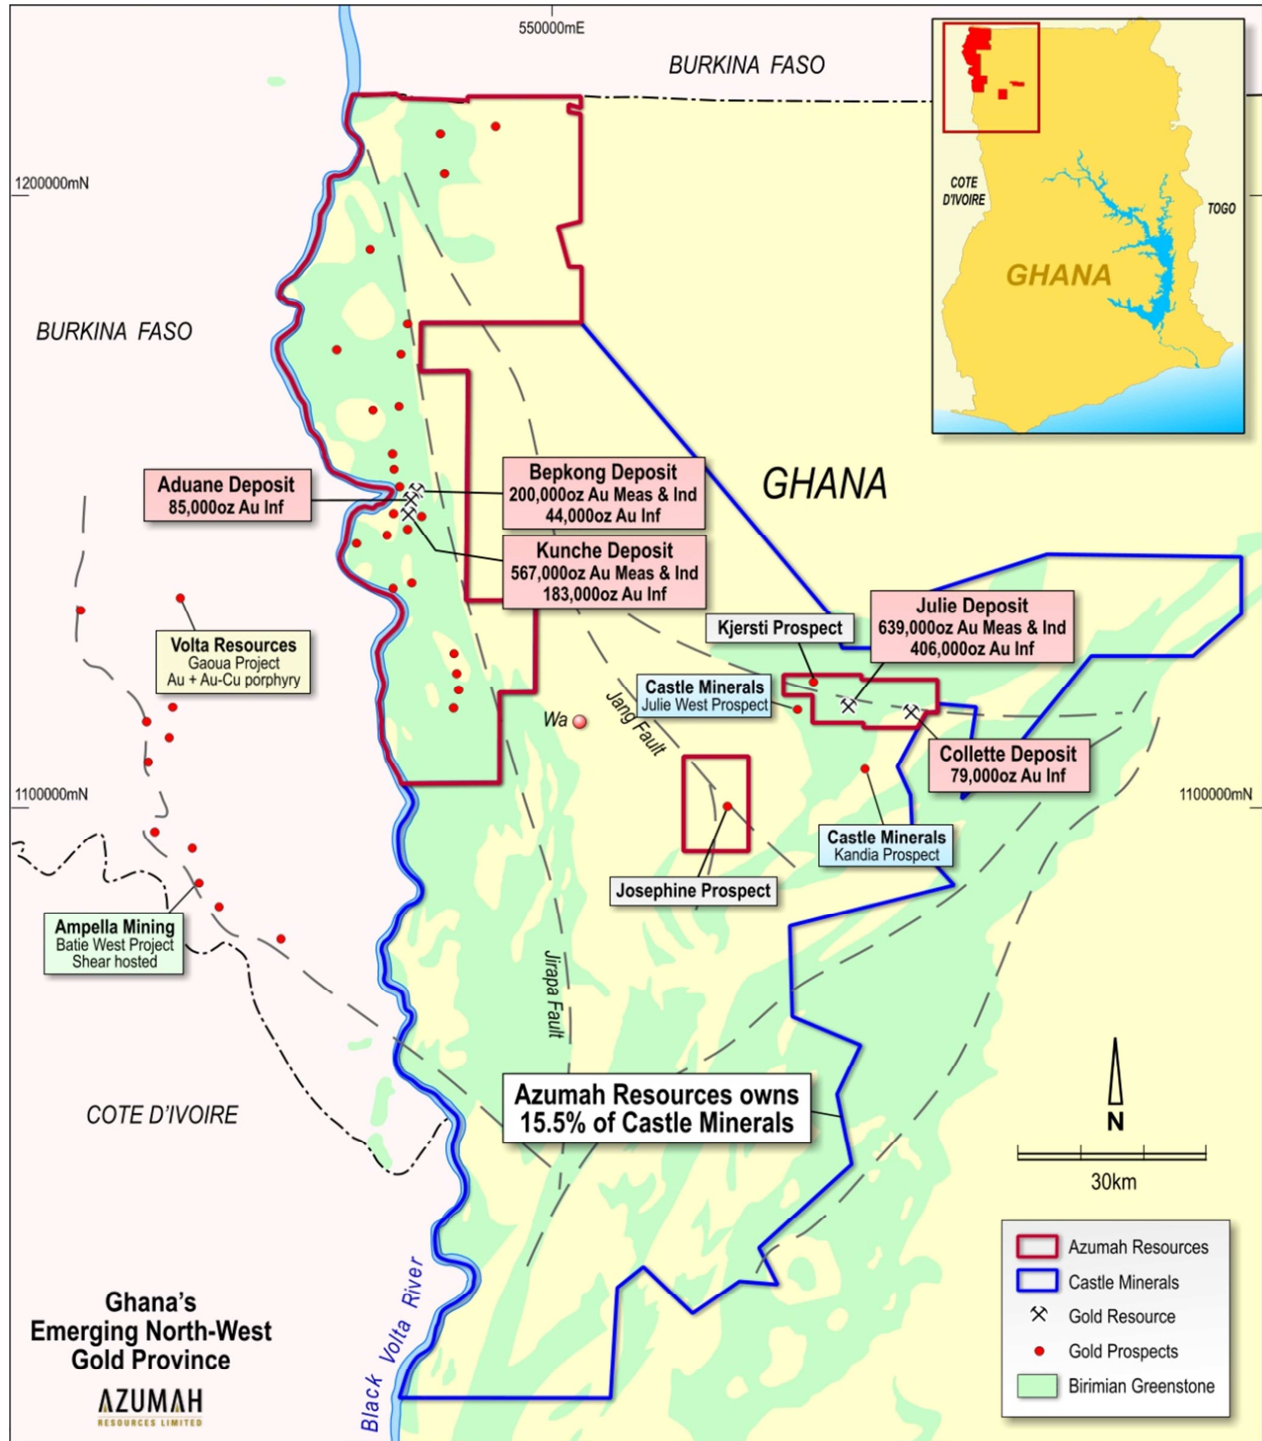 550000mE
BURKINA FASO
1200000mN
COTE
D'IVOIRE
TOGO
GHANA
BURKINA FASO
GHANA
Aduane Deposit
85,000oz Au Inf
Bepkong Deposit
200,000oz Au Meas & Ind
44,000oz Au Inf
Kunche Deposit
567,000oz Au Meas & Ind
183,000oz Au Inf
Julie Deposit
639,000oz Au Meas & Ind
406,000oz Au Inf
Kjersti Prospect
Volta Resources
Gaoua Project
Au + Au-Cu porphyry
Castle Minerals
Julie West Prospect
Wa
Jang Fault
Collette Deposit
79,000oz Au Inf
1100000mN
1100000mN
Castle Minerals
Kandia Prospect
Josephine Prospect
Ampella Mining
Batie West Project
Shear hosted
Jirapa Fault
Azumah Resources owns
15.5% of Castle Minerals
COTE D'IVOIRE
N
30km
Azumah Resources
Castle Minerals
Gold Resource
Gold Prospects
Birimian Greenstone
Black Volta River
Ghana's
Emerging North-West
Gold Province
AZUMAH
RESOURCES LIMITED